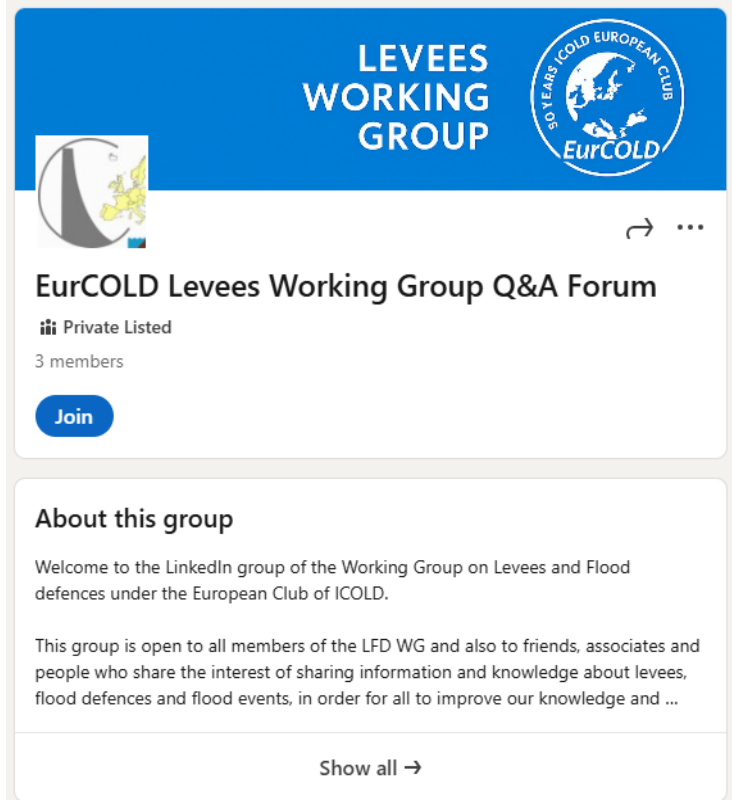 LEVEES
WORKING
GROUP
50 YEARS ICOLD EUROPEAN CLUB
EurCOLD
EurCOLD Levees Working Group Q&A Forum
Private Listed
3 members
Join
About this group
Welcome to the LinkedIn group of the Working Group on Levees and Flood
defences under the European Club of ICOLD.
This group is open to all members of the LFD WG and also to friends, associates and
people who share the interest of sharing information and knowledge about levees,
flood defences and flood events, in order for all to improve our knowledge and ...
Show all →